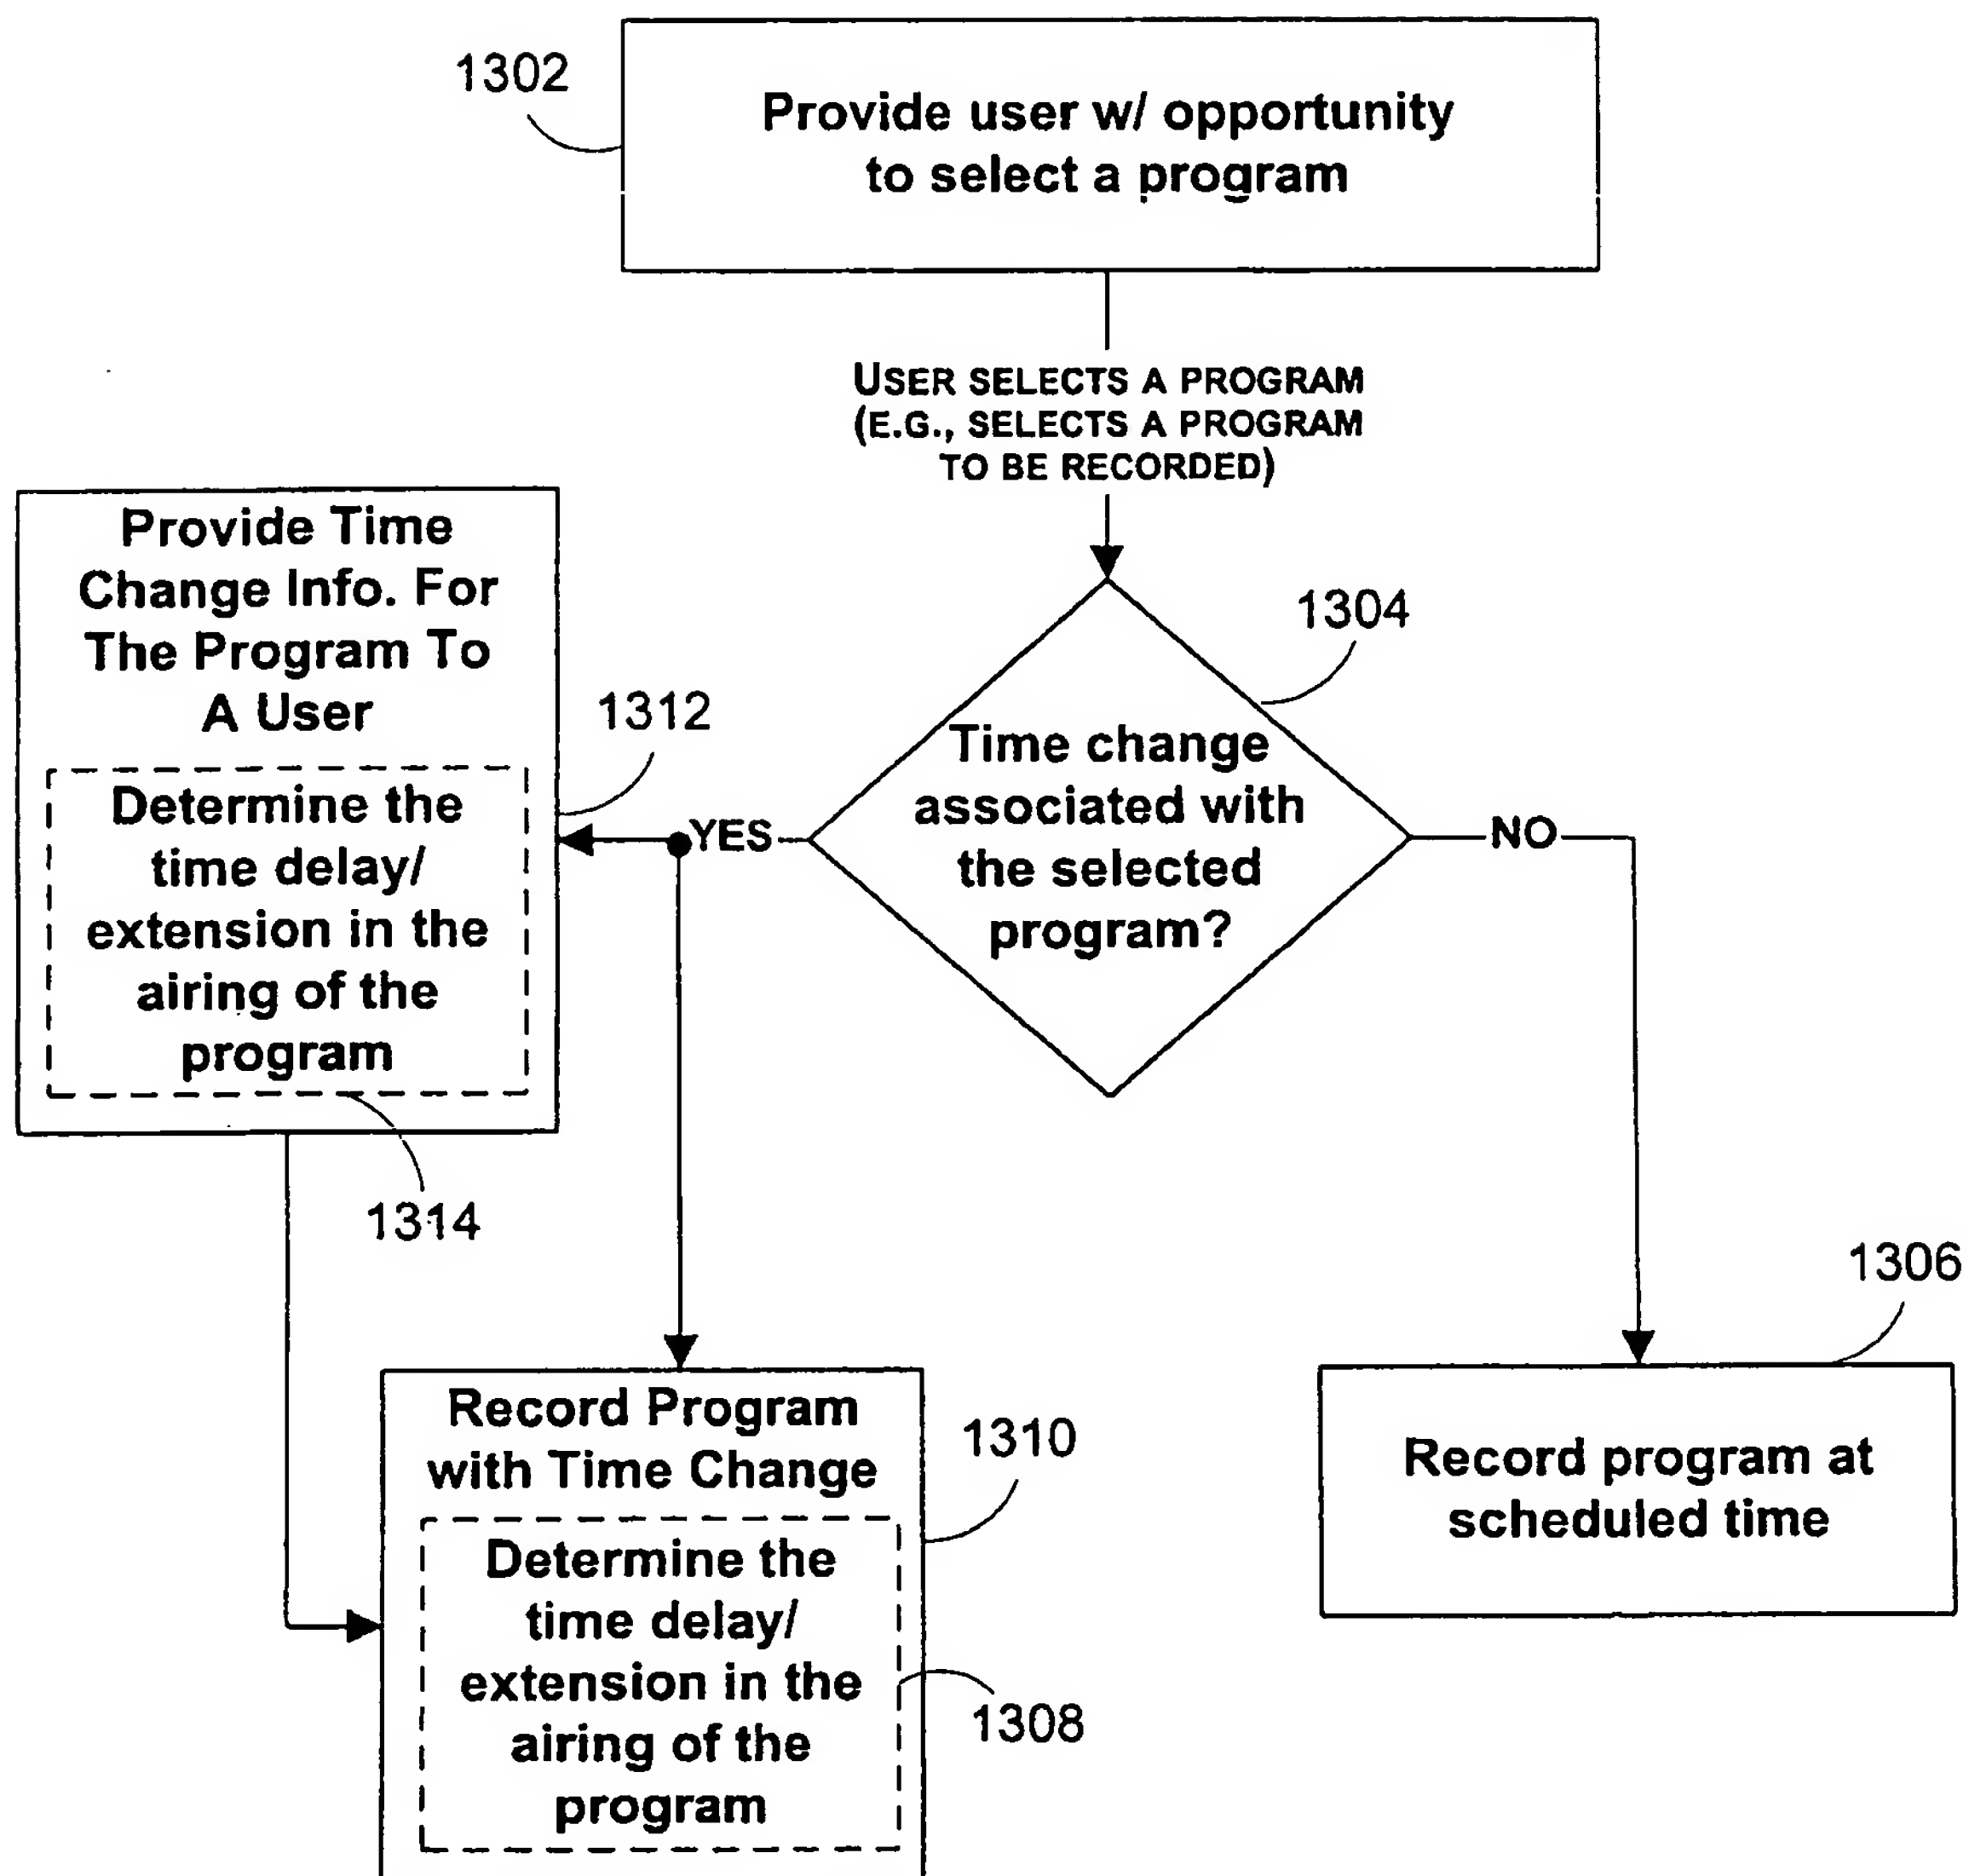 1302
Provide user w/ opportunity
to select a program
USER SELECTS A PROGRAM
(E.G., SELECTS A PROGRAM
TO BE RECORDED)
Provide Time
Change Info. For
The Program To
A User
1312
Determine the
time delay/
extension in the
airing of the
program
1314
1304
Time change
associated with
the selected
program?
YES
NO
1306
Record program at
scheduled time
Record Program
with Time Change
1310
Determine the
time delay/
extension in the
airing of the
program
1308